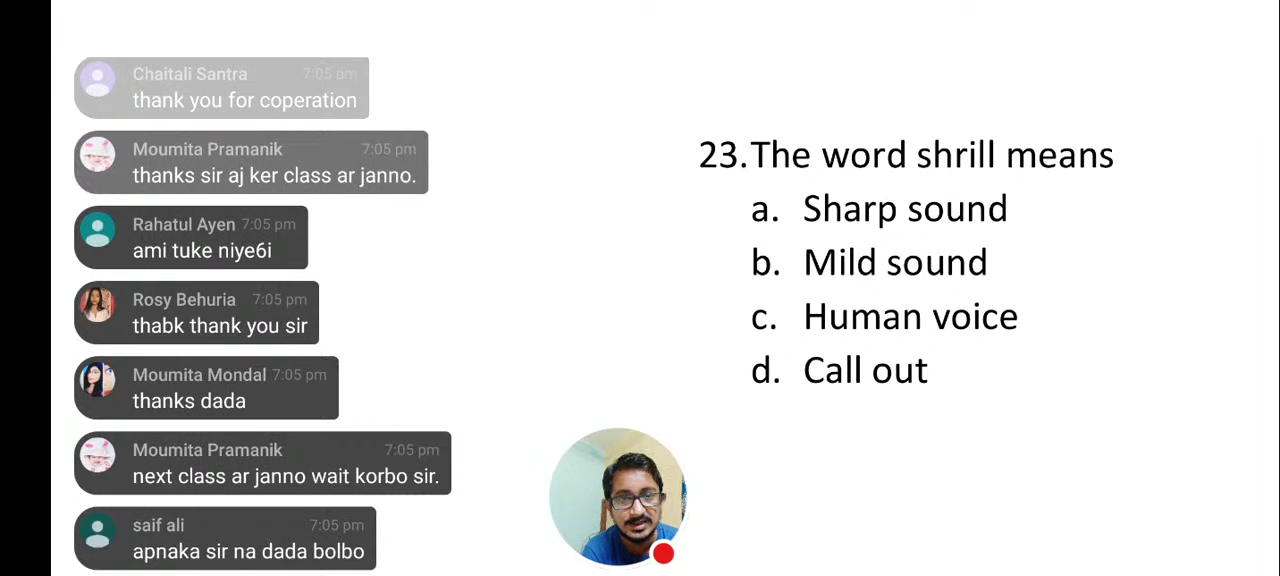 Chaitali Santra 7:05 pm
thank you for coperation
Moumita Pramanik 7:05 pm
thanks sir aj ker class ar janno.
Rahatul Ayen 7:05 pm
ami tuke niye6i
Rosy Behuria 7:05 pm
thabk thank you sir
Moumita Mondal 7:05 pm
thanks dada
Moumita Pramanik 7:05 pm
next class ar janno wait korbo sir.
saif ali 7:05 pm
apnaka sir na dada bolbo
23.The word shrill means
a. Sharp sound
b. Mild sound
c. Human voice
d. Call out